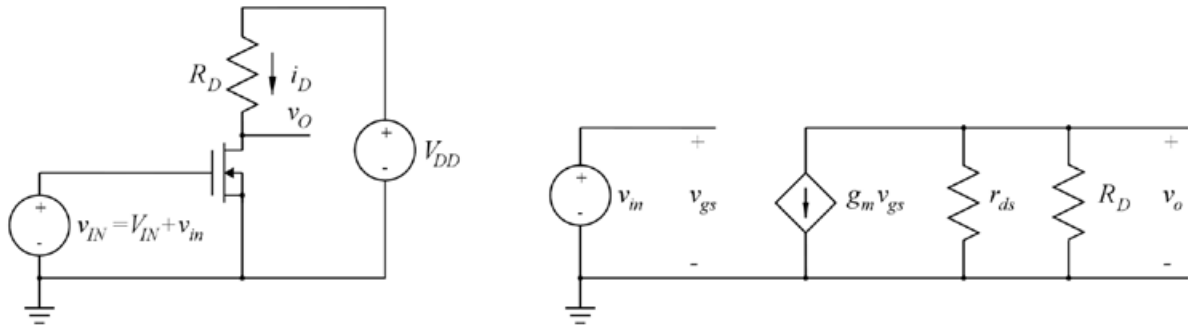 R_D
i_D
v_O
+
-
V_DD
+
-
v_IN = V_IN + v_in
+
-
v_in
+
v_gs
-
g_m v_gs
r_ds
R_D
+
v_o
-